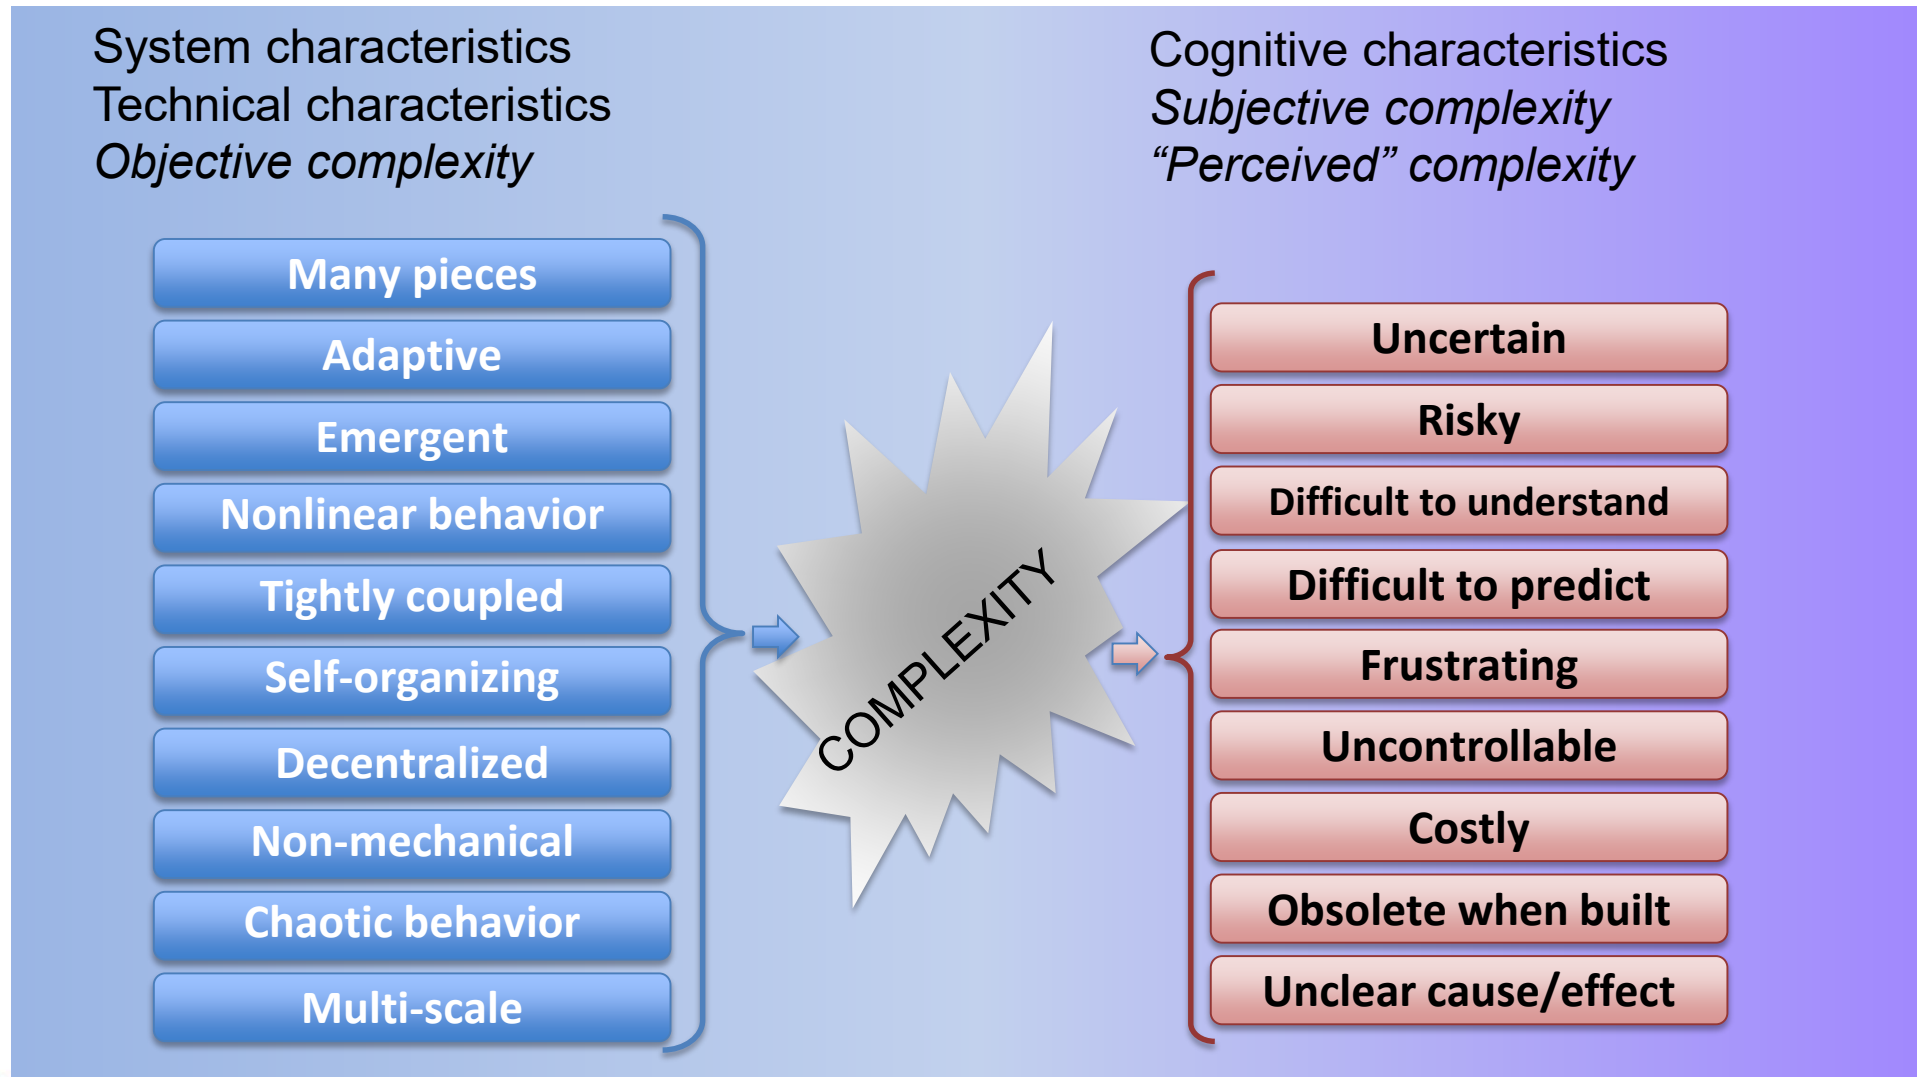 System characteristics
Technical characteristics
Objective complexity
Many pieces
Adaptive
Emergent
Nonlinear behavior
Tightly coupled
Self-organizing
Decentralized
Non-mechanical
Chaotic behavior
Multi-scale
COMPLEXITY
Cognitive characteristics
Subjective complexity
“Perceived” complexity
Uncertain
Risky
Difficult to understand
Difficult to predict
Frustrating
Uncontrollable
Costly
Obsolete when built
Unclear cause/effect